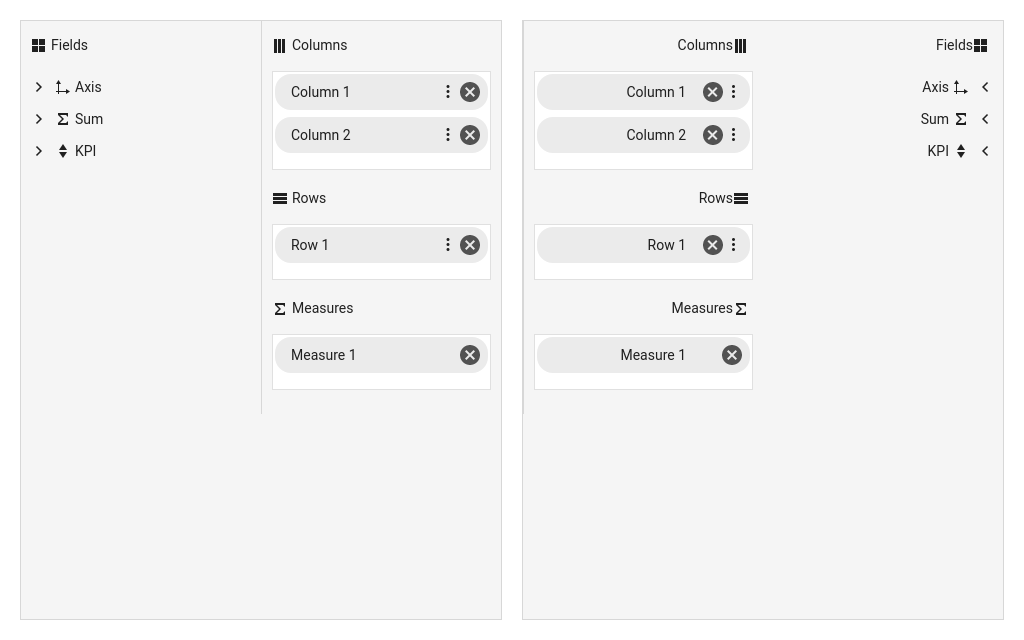 Fields
Axis
Sum
KPI
Columns
Column 1
Column 2
Rows
Row 1
Measures
Measure 1
Columns
Column 1
Column 2
Rows
Row 1
Measures
Measure 1
Fields
Axis
Sum
KPI